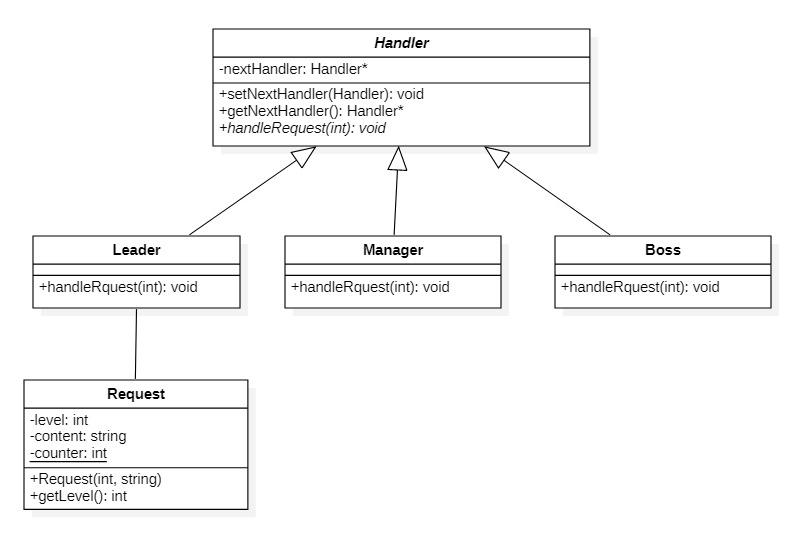 Handler
-nextHandler: Handler*
+setNextHandler(Handler): void
+getNextHandler(): Handler*
+handleRequest(int): void
Leader
+handleRquest(int): void
Manager
+handleRquest(int): void
Boss
+handleRquest(int): void
Request
-level: int
-content: string
-counter: int
+Request(int, string)
+getLevel(): int